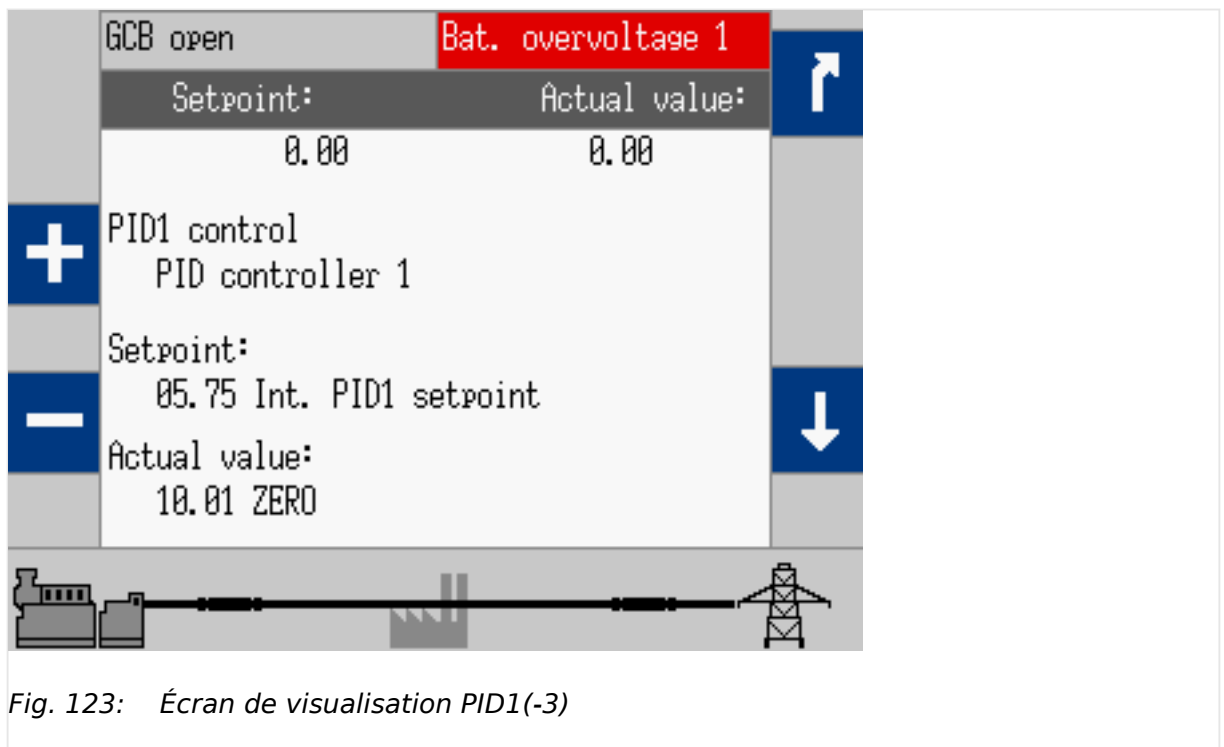 GCB open Bat. overvoltage 1
Setpoint: Actual value:
0.00 0.00
PID1 control
PID controller 1
Setpoint:
05.75 Int. PID1 setpoint
Actual value:
10.01 ZERO
Fig. 123: Écran de visualisation PID1(-3)